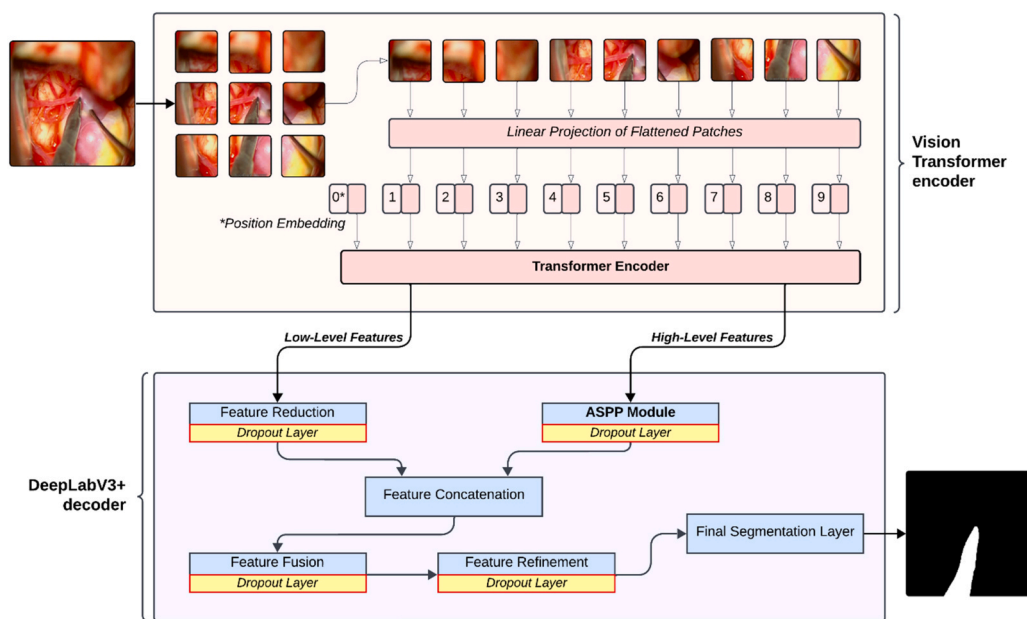 Linear Projection of Flattened Patches
Vision
Transformer
encoder
0* 1 2 3 4 5 6 7 8 9
*Position Embedding
Transformer Encoder
Low-Level Features
High-Level Features
Feature Reduction
Dropout Layer
ASPP Module
Dropout Layer
DeepLabV3+
decoder
Feature Concatenation
Final Segmentation Layer
Feature Fusion
Dropout Layer
Feature Refinement
Dropout Layer